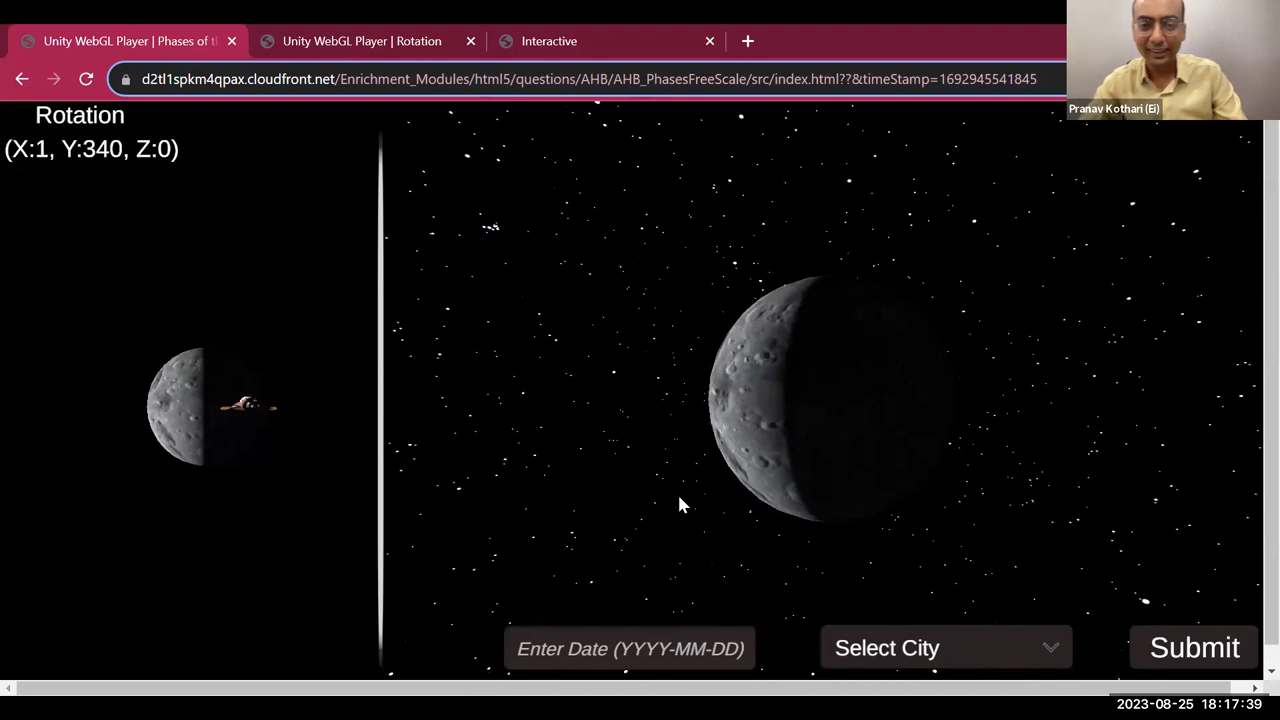 Unity WebGL Player | Phases of t
Unity WebGL Player | Rotation
Interactive
d2tl1spkm4qpax.cloudfront.net/Enrichment_Modules/html5/questions/AHB/AHB_PhasesFreeScale/src/index.html??&timeStamp=1692945541845
Pranav Kothari (Ei)
Rotation
(X:1, Y:340, Z:0)
Enter Date (YYYY-MM-DD)
Select City
Submit
2023-08-25 18:17:39